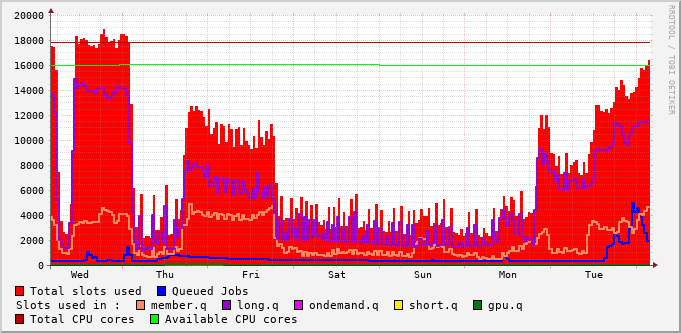 20000
18000
16000
14000
12000
10000
8000
6000
4000
2000
0
Wed Thu Fri Sat Sun Mon Tue
RRDTOOL / TOBI OETIKER
Total slots used Queued Jobs
Slots used in : member.q long.q ondemand.q short.q gpu.q
Total CPU cores Available CPU cores